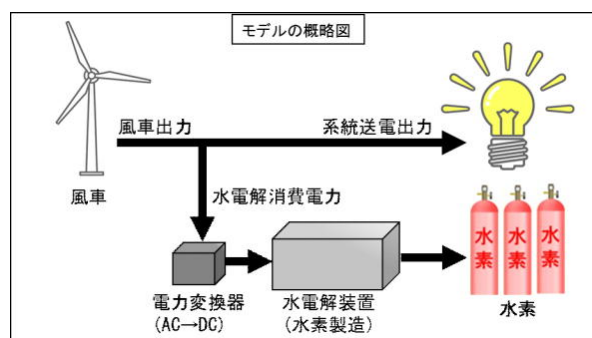 モデルの概略図
風車出力
系統送電出力
風車
水電解消費電力
電力変換器
(AC→DC)
水電解装置
(水素製造)
水素
水素
水素
水素